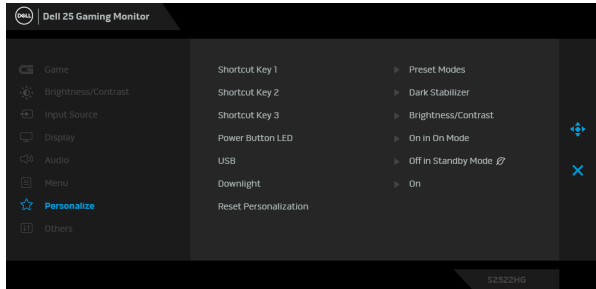 DELL Dell 25 Gaming Monitor
Game
Brightness/Contrast
Input Source
Display
Audio
Menu
Personalize
Others
Shortcut Key 1 Preset Modes
Shortcut Key 2 Dark Stabilizer
Shortcut Key 3 Brightness/Contrast
Power Button LED On in On Mode
USB Off in Standby Mode
Downlight On
Reset Personalization
S2522HG